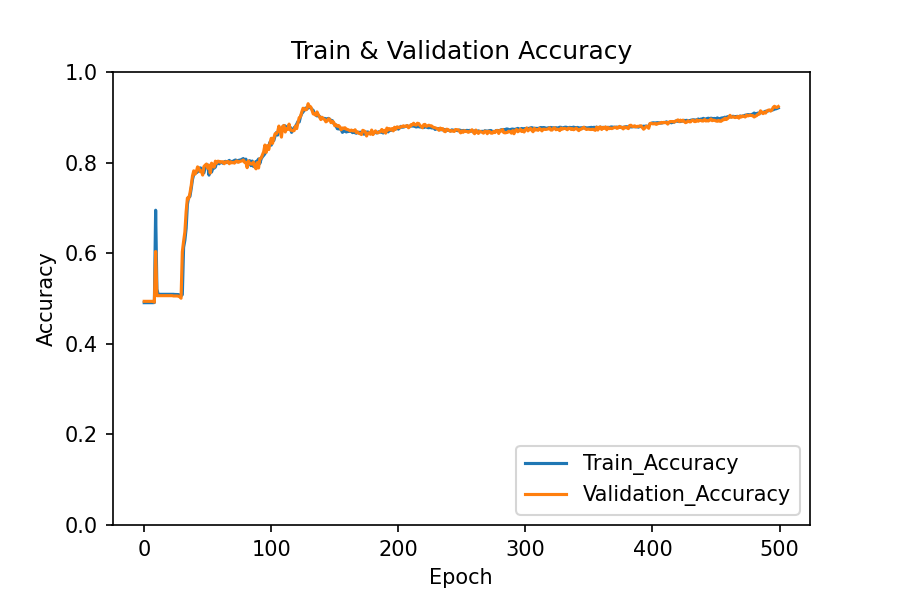 Train & Validation Accuracy
1.0
0.8
0.6
0.4
0.2
0.0
Accuracy
Train_Accuracy
Validation_Accuracy
0 100 200 300 400 500
Epoch